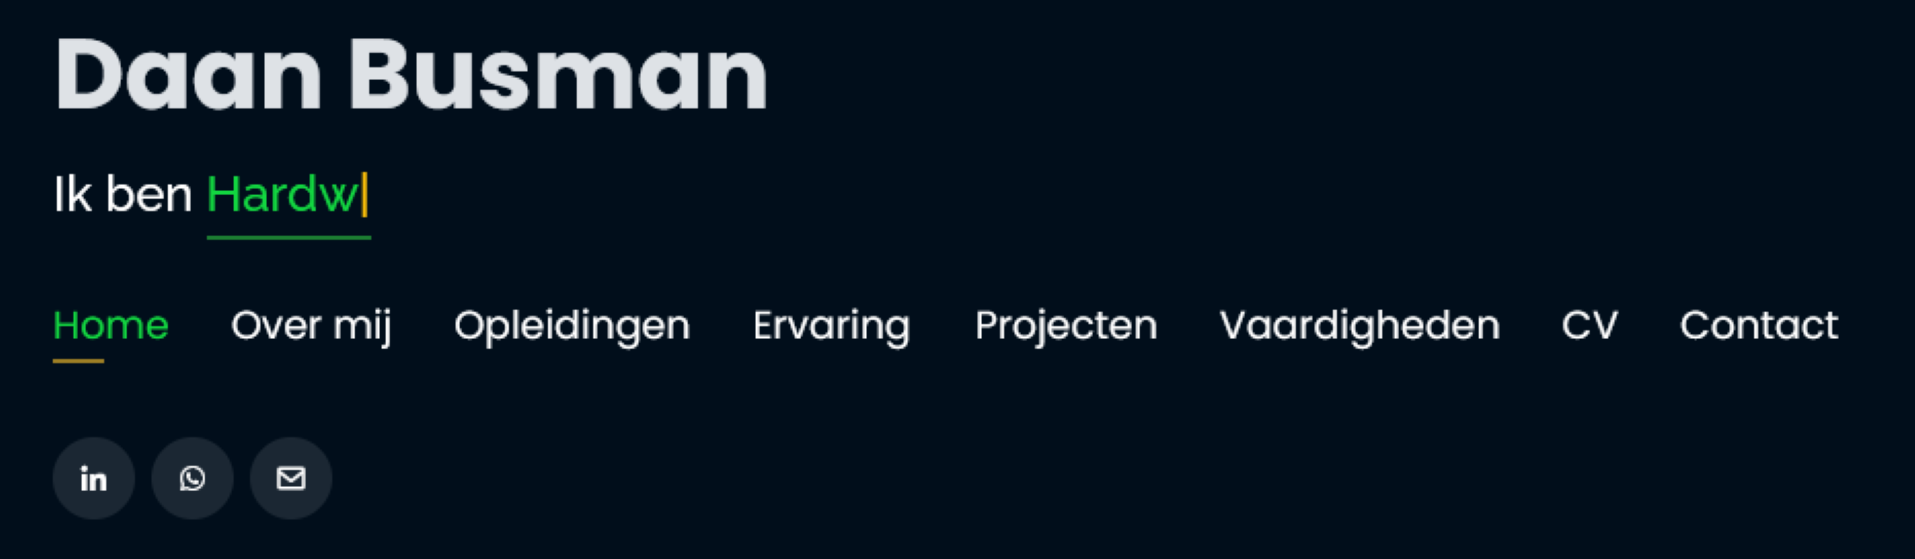 Daan Busman
Ik ben Hardw
Home Over mij Opleidingen Ervaring Projecten Vaardigheden CV Contact
in